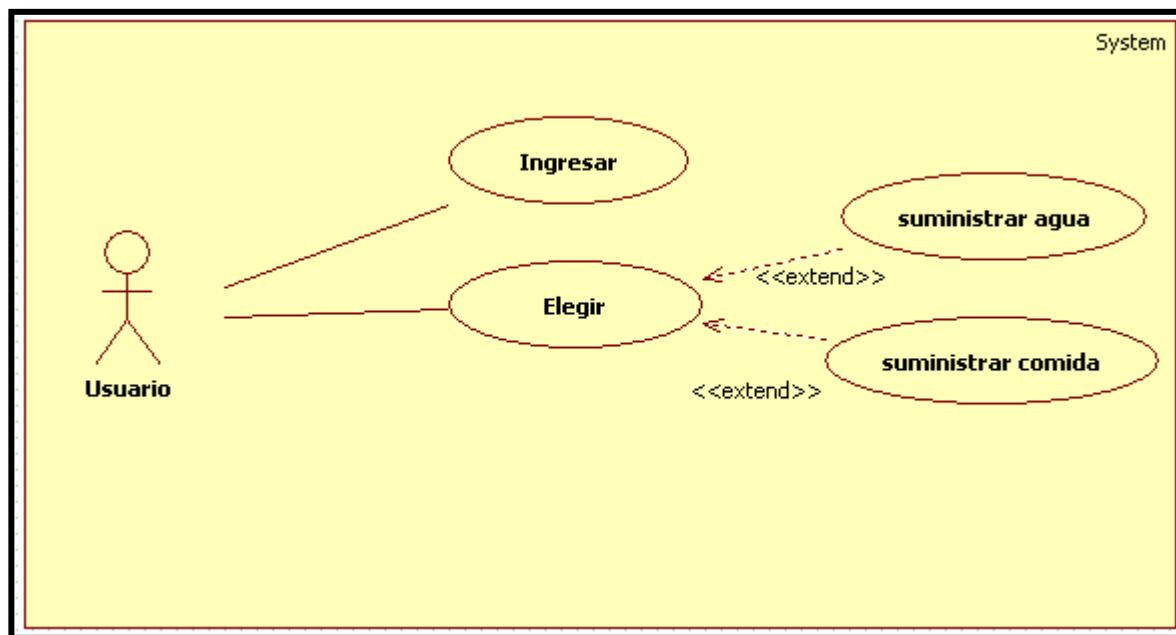 System
Ingresar
suministrar agua
<<extend>>
Elegir
suministrar comida
<<extend>>
Usuario